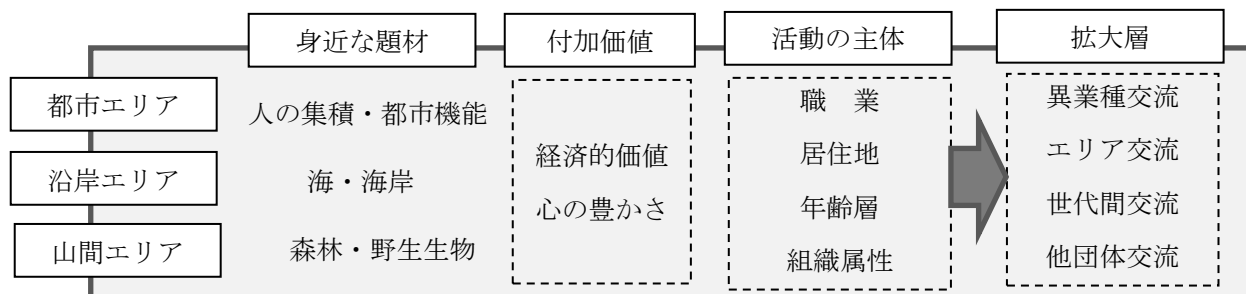 身近な題材
付加価値
活動の主体
拡大層
都市エリア
人の集積・都市機能
沿岸エリア
海・海岸
山間エリア
森林・野生生物
経済的価値
心の豊かさ
職　業
居住地
年齢層
組織属性
異業種交流
エリア交流
世代間交流
他団体交流